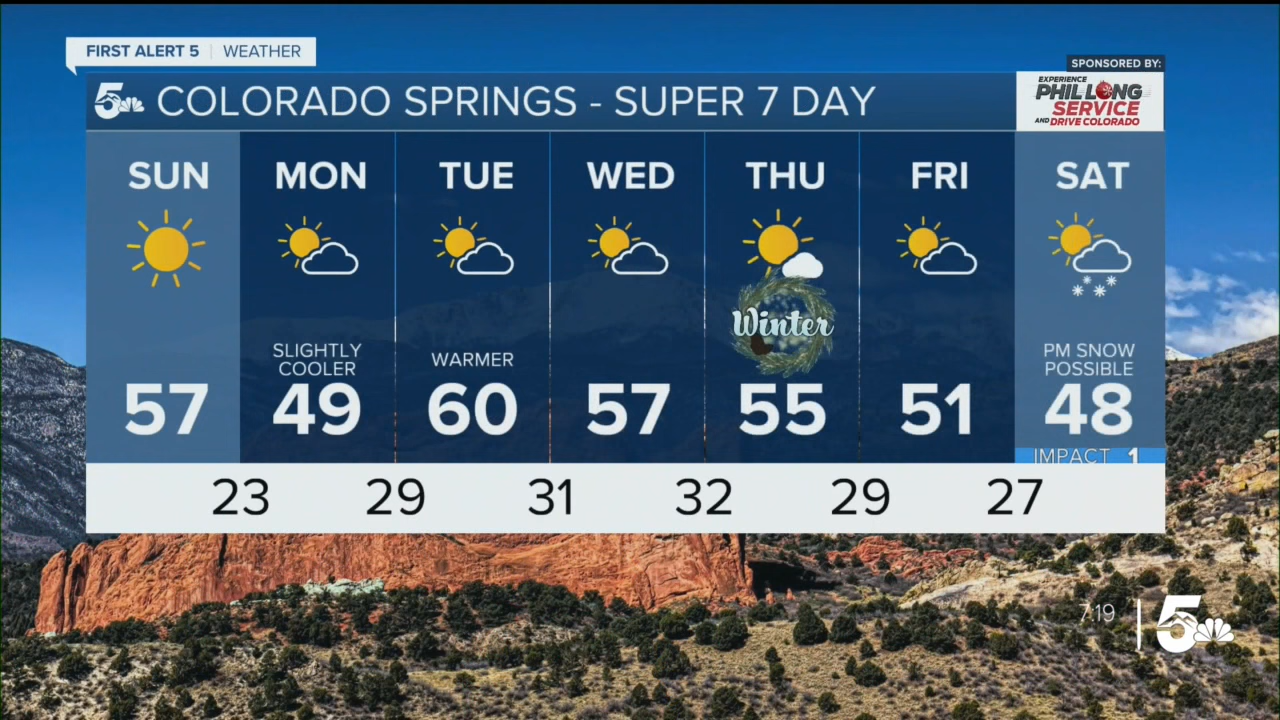 FIRST ALERT 5 | WEATHER
SPONSORED BY:
EXPERIENCE
PHIL LONG
SERVICE
AND DRIVE COLORADO
5 COLORADO SPRINGS - SUPER 7 DAY
SUN MON TUE WED THU FRI SAT
Winter
SLIGHTLY COOLER
WARMER
PM SNOW POSSIBLE
57 49 60 57 55 51 48
IMPACT 1
23 29 31 32 29 27
7:19
5